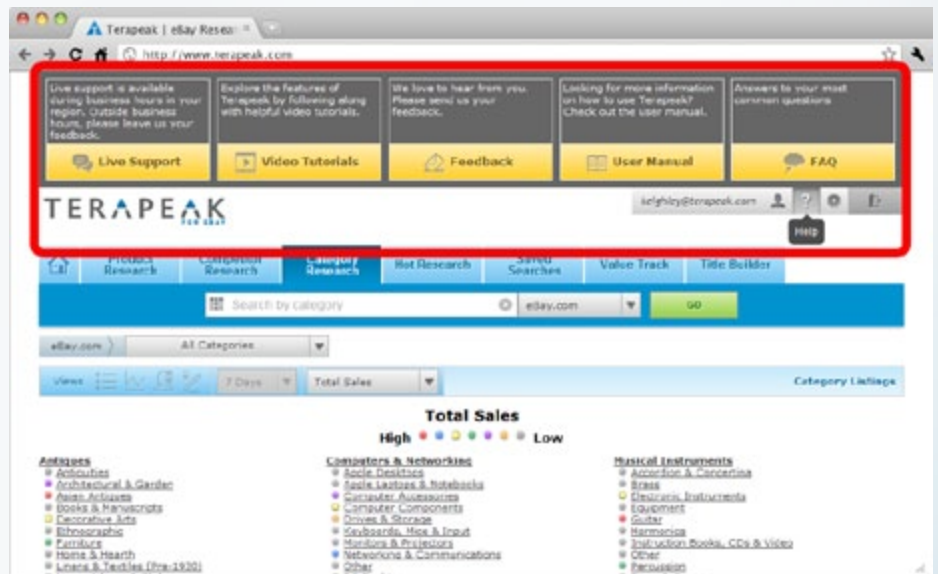 Terapeak | eBay Resear
http://www.terapeak.com
Live support is available
during business hours in your
region. Outside business
hours, please leave us your
feedback.
Live Support
Explore the features of
Terapeak by following along
with helpful video tutorials.
Video Tutorials
We love to hear from you.
Please send us your
feedback.
Feedback
Looking for more information
on how to use Terapeak?
Check out the user manual.
User Manual
Answers to your most
common questions
FAQ
TERAPEAK
FOR EBAY
keighley@terapeak.com
?
Help
Product
Research
Competitor
Research
Category
Research
Hot Research
Saved
Searches
Value Track
Title Builder
Search by category
eBay.com
GO
eBay.com
All Categories
Views
7 Days
Total Sales
Category Listings
Total Sales
High
Low
Antiques
Antiquities
Architectural & Garden
Asian Antiques
Books & Manuscripts
Decorative Arts
Ethnographic
Furniture
Home & Hearth
Linens & Textiles (Pre-1930)
Computers & Networking
Apple Desktops
Apple Laptops & Notebooks
Computer Accessories
Computer Components
Drives & Storage
Keyboards, Mice & Input
Monitors & Projectors
Networking & Communications
Other
Musical Instruments
Accordion & Concertina
Brass
Electronic Instruments
Equipment
Guitar
Harmonica
Instruction Books, CDs & Video
Other
Percussion